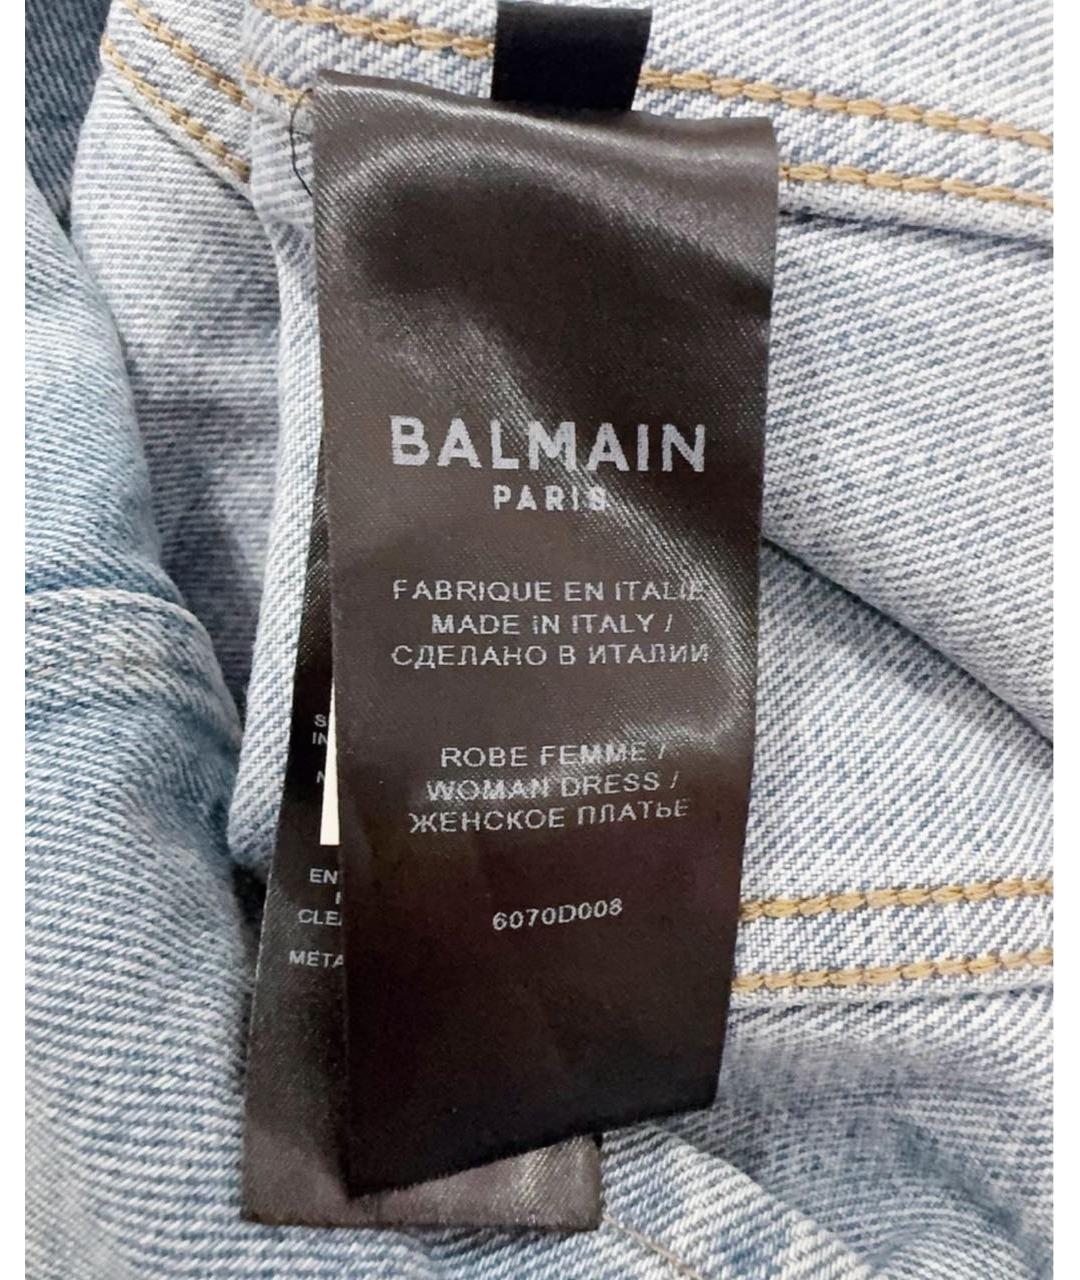 BALMAIN
PARIS
FABRIQUE EN ITALIE
MADE IN ITALY /
СДЕЛАНО В ИТАЛИИ
ROBE FEMME /
WOMAN DRESS /
ЖЕНСКОЕ ПЛАТЬЕ
6070D008